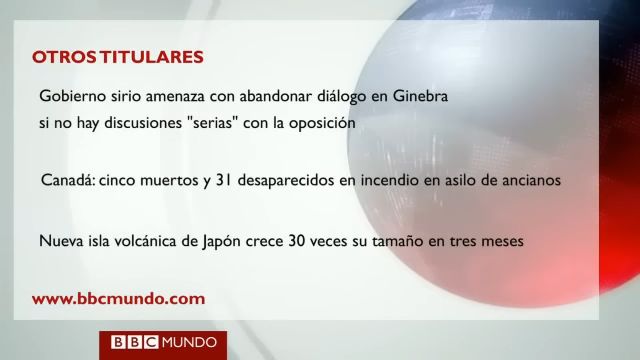 OTROS TITULARES
Gobierno sirio amenaza con abandonar diálogo en Ginebra
si no hay discusiones "serias" con la oposición
Canadá: cinco muertos y 31 desaparecidos en incendio en asilo de ancianos
Nueva isla volcánica de Japón crece 30 veces su tamaño en tres meses
www.bbcmundo.com
BBC MUNDO